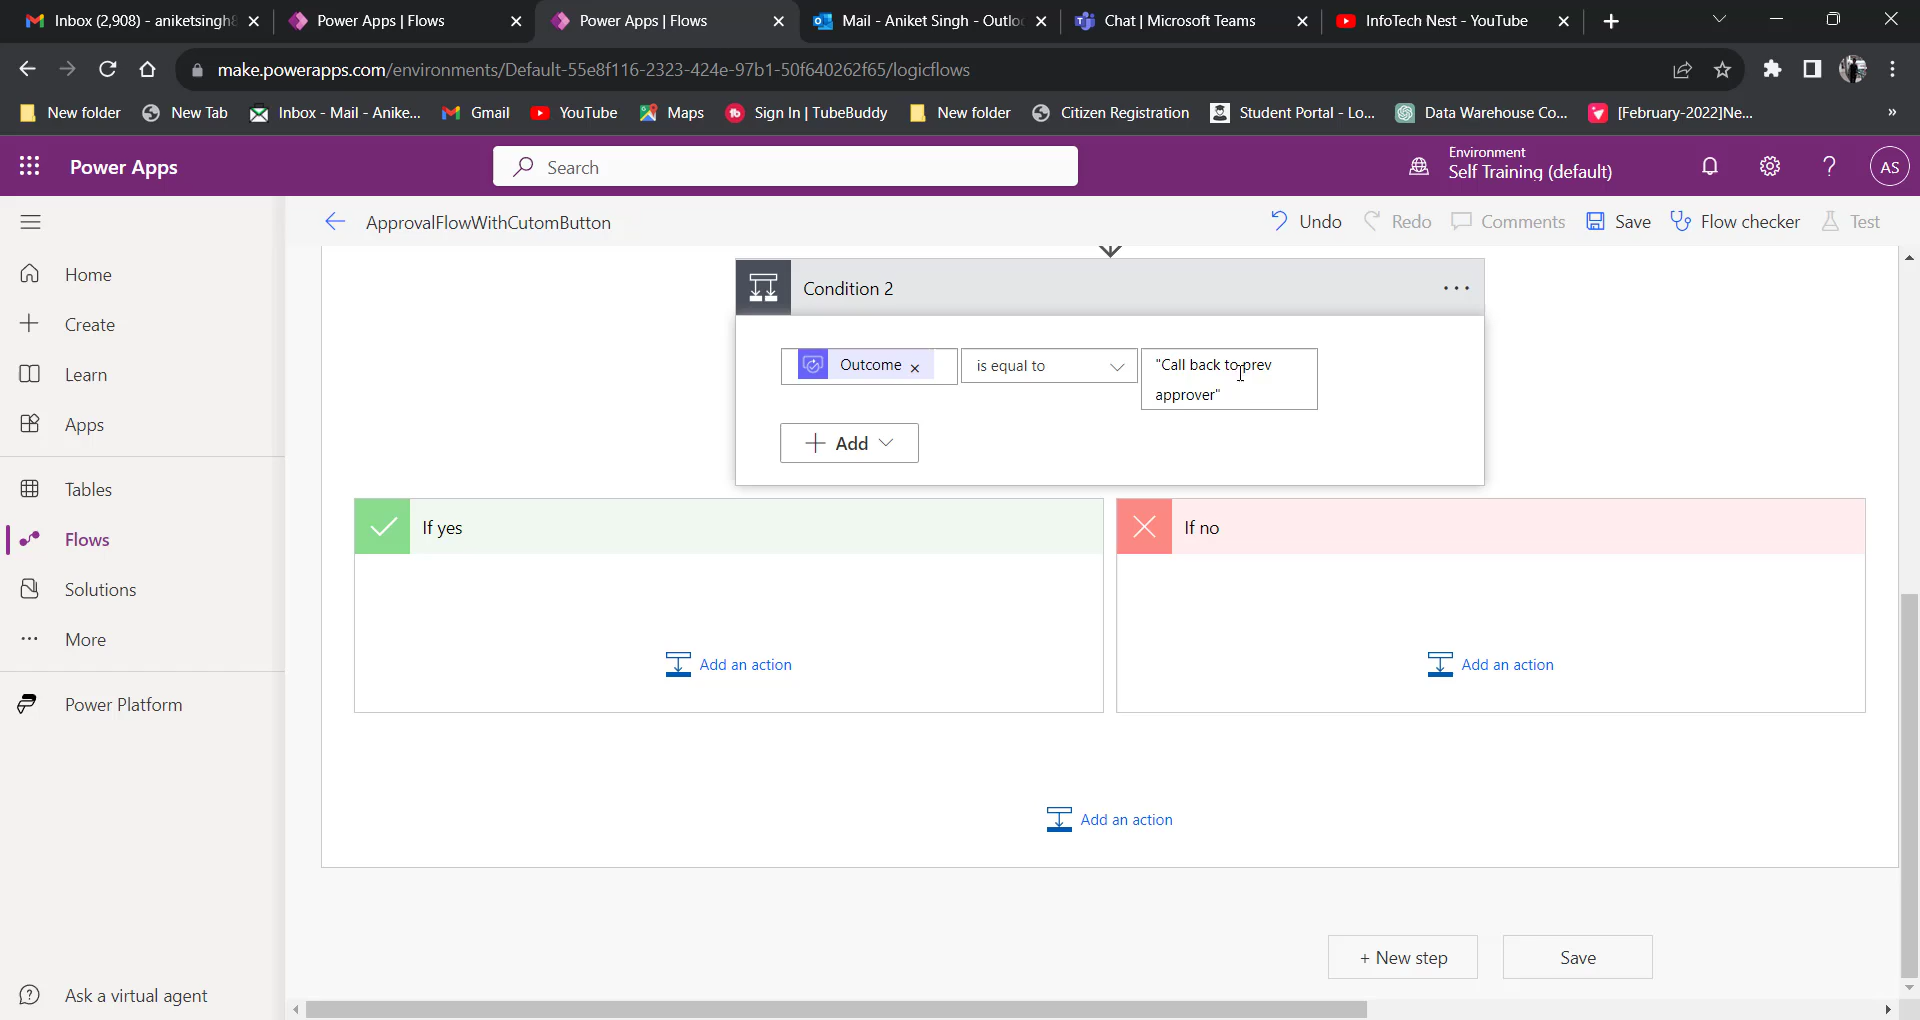 Inbox (2,908) - aniketsingh8
Power Apps | Flows
Power Apps | Flows
Mail - Aniket Singh - Outlo
Chat | Microsoft Teams
InfoTech Nest - YouTube
make.powerapps.com/environments/Default-55e8f116-2323-424e-97b1-50f640262f65/logicflows
New folder
New Tab
Inbox - Mail - Anike...
Gmail
YouTube
Maps
Sign In | TubeBuddy
New folder
Citizen Registration
Student Portal - Lo...
Data Warehouse Co...
[February-2022]Ne...
»
Power Apps
Search
Environment
Self Training (default)
?
AS
ApprovalFlowWithCutomButton
Undo
Redo
Comments
Save
Flow checker
Test
Home
Create
Learn
Apps
Tables
Flows
Solutions
More
Power Platform
Ask a virtual agent
Condition 2
Outcome
is equal to
"Call back to prev
approver"
Add
If yes
If no
Add an action
Add an action
Add an action
+ New step
Save